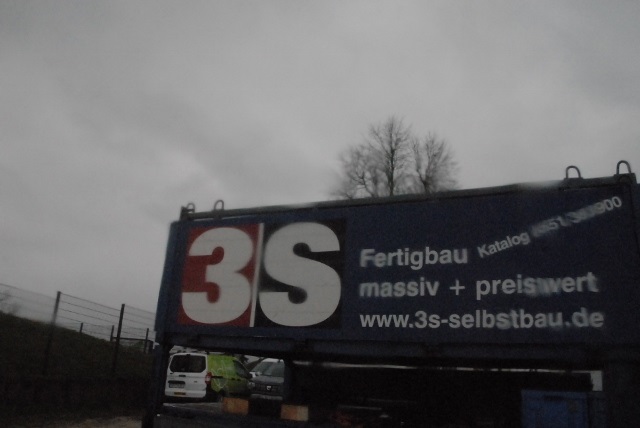 3S
Fertigbau
Katalog
massiv + preiswert
www.3s-selbstbau.de